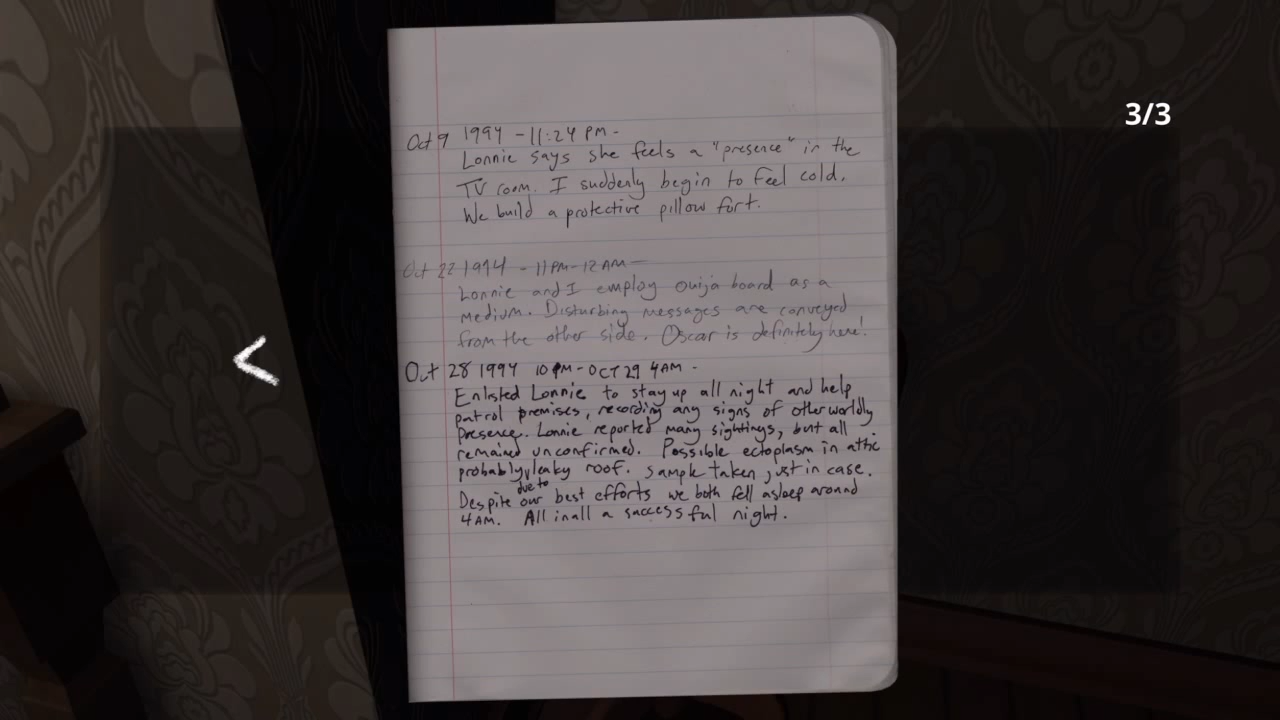 3/3
Oct 9 1994 - 11:24 PM -
Lonnie says she feels a "presence" in the
TV room. I suddenly begin to feel cold.
We build a protective pillow fort.
Oct 22 1994 - 11PM-12AM -
Lonnie and I employ ouija board as a
medium. Disturbing messages are conveyed
from the other side. Oscar is definitely here!
Oct 28 1994 10PM-OCT 29 4AM -
Enlisted Lonnie to stay up all night and help
patrol premises, recording any signs of otherworldly
presence. Lonnie reported many sightings, but all
remained unconfirmed. Possible ectoplasm in attic
probably leaky roof. Sample taken just in case.
due to
Despite our best efforts we both fell asleep around
4AM. All in all a successful night.
<